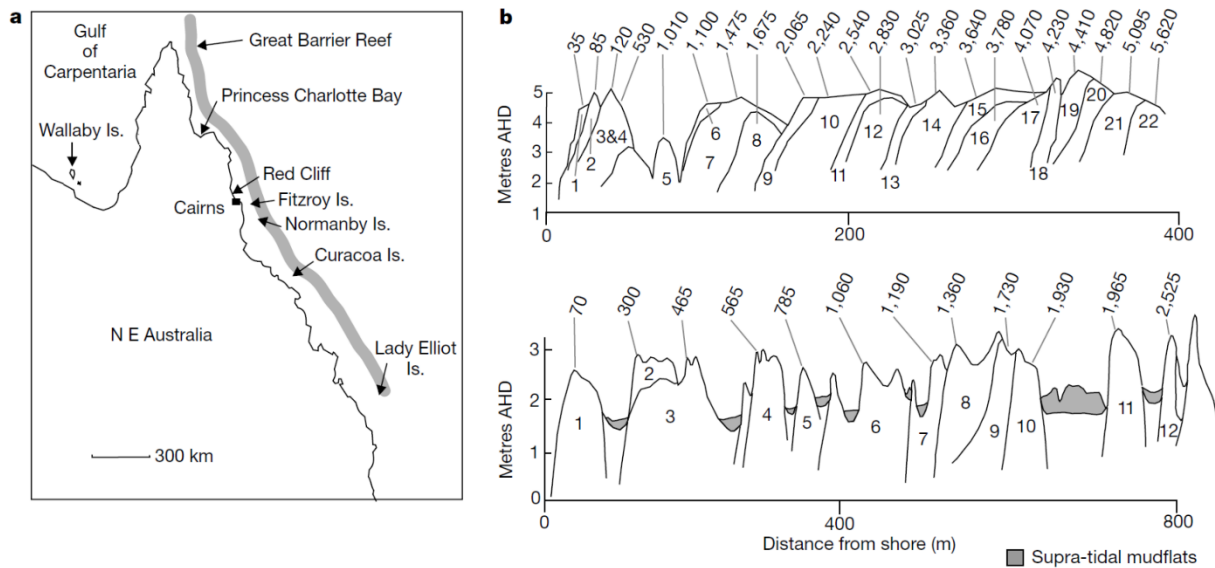 a
Gulf
of
Carpentaria
Great Barrier Reef
Princess Charlotte Bay
Wallaby Is.
Red Cliff
Cairns
Fitzroy Is.
Normanby Is.
Curacoa Is.
N E Australia
Lady Elliot
Is.
300 km
b
35 85 120 530 1,010 1,100 1,475 1,675 2,065 2,240 2,540 2,830 3,025 3,360 3,640 3,780 4,070 4,230 4,410 4,820 5,095 5,620
Metres AHD
5
4
3
2
1
1 2 3&4 5 6 7 8 9 10 11 12 13 14 15 16 17 18 19 20 21 22
0 200 400
70 300 465 565 785 1,060 1,190 1,360 1,730 1,930 1,965 2,525
Metres AHD
3
2
1
0
1 2 3 4 5 6 7 8 9 10 11 12
0 400 800
Distance from shore (m)
Supra-tidal mudflats